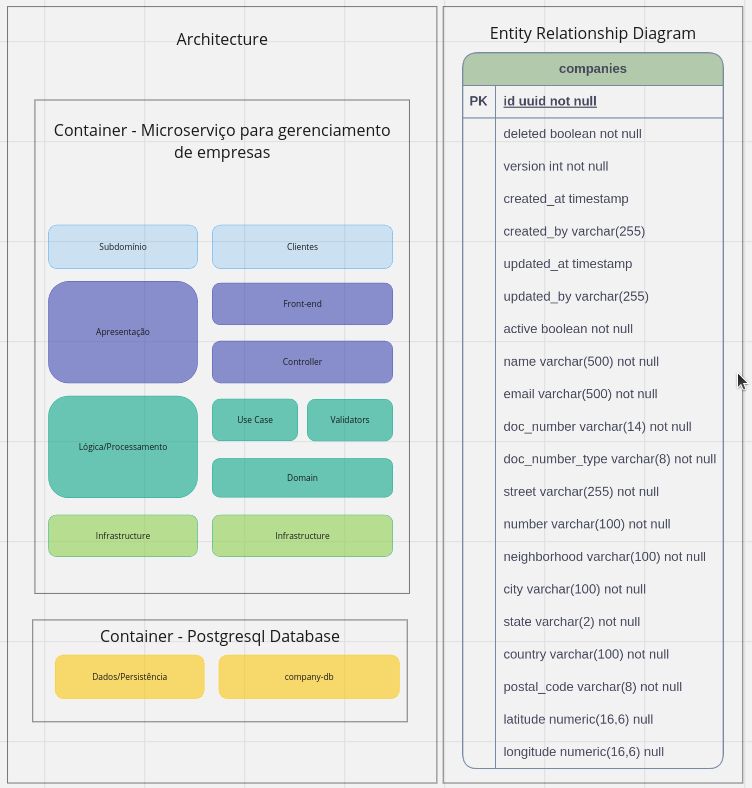 Architecture
Container - Microserviço para gerenciamento
de empresas
Subdomínio
Clientes
Apresentação
Front-end
Controller
Lógica/Processamento
Use Case
Validators
Domain
Infrastructure
Infrastructure
Container - Postgresql Database
Dados/Persistência
company-db
Entity Relationship Diagram
companies
PK
id uuid not null
deleted boolean not null
version int not null
created_at timestamp
created_by varchar(255)
updated_at timestamp
updated_by varchar(255)
active boolean not null
name varchar(500) not null
email varchar(500) not null
doc_number varchar(14) not null
doc_number_type varchar(8) not null
street varchar(255) not null
number varchar(100) not null
neighborhood varchar(100) not null
city varchar(100) not null
state varchar(2) not null
country varchar(100) not null
postal_code varchar(8) not null
latitude numeric(16,6) null
longitude numeric(16,6) null